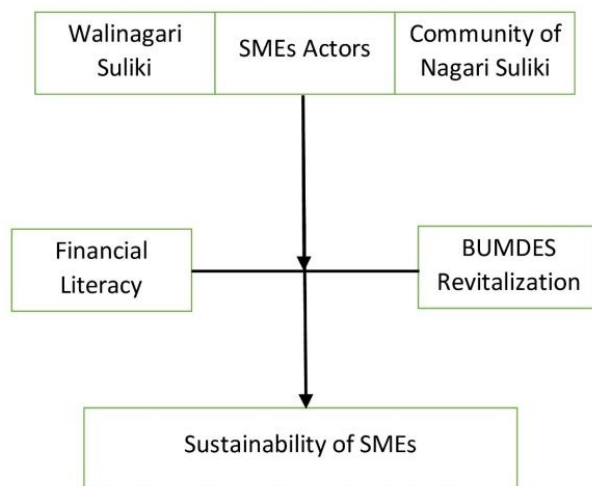 Walinagari
Suliki
SMEs Actors
Community of
Nagari Suliki
Financial
Literacy
BUMDES
Revitalization
Sustainability of SMEs